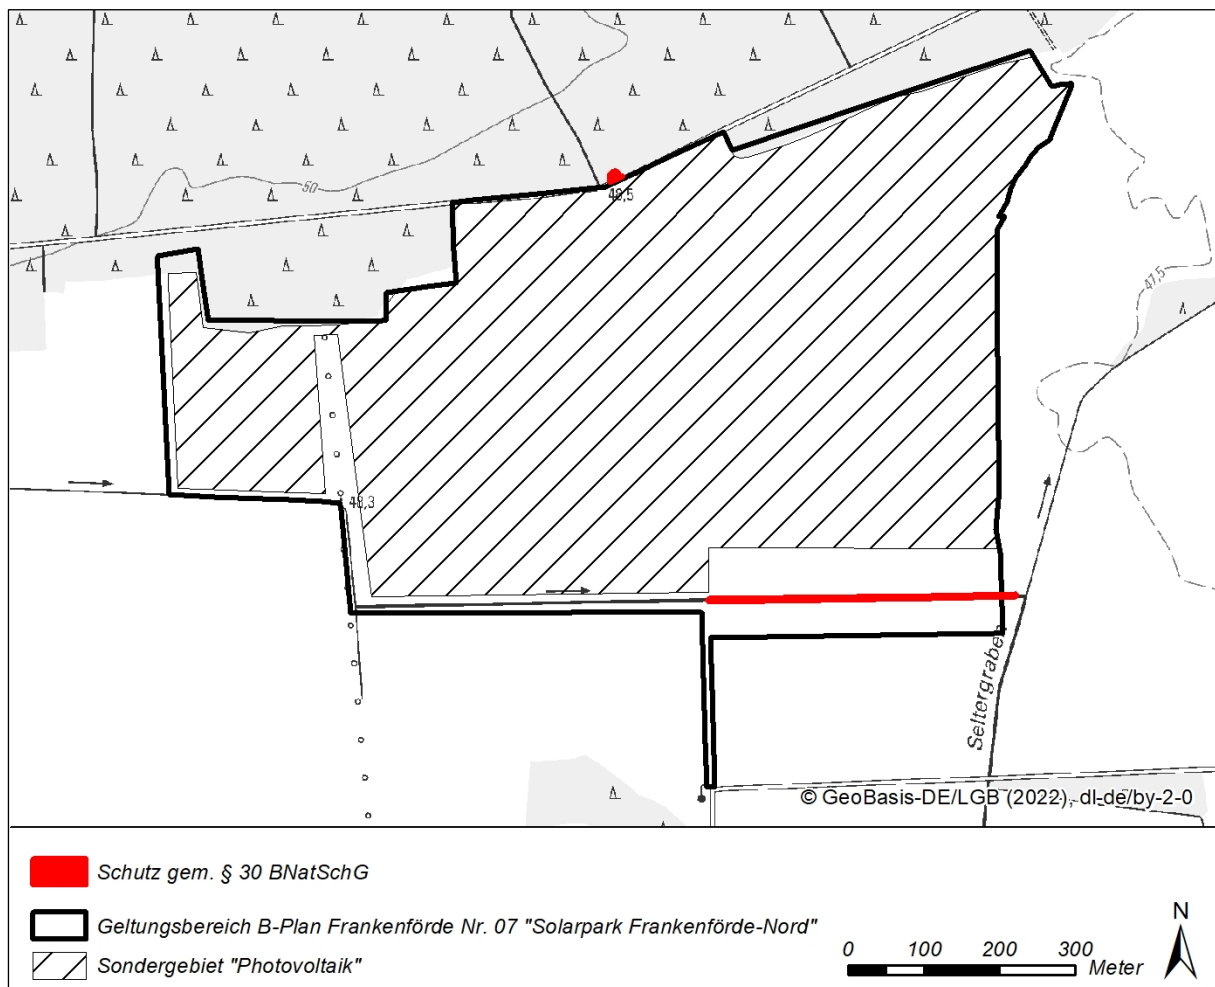 50
48,5
47,5
48,3
Seltergraben
© GeoBasis-DE/LGB (2022), dl-de/by-2-0
Schutz gem. § 30 BNatSchG
Geltungsbereich B-Plan Frankenförde Nr. 07 "Solarpark Frankenförde-Nord"
Sondergebiet "Photovoltaik"
0 100 200 300
Meter
N